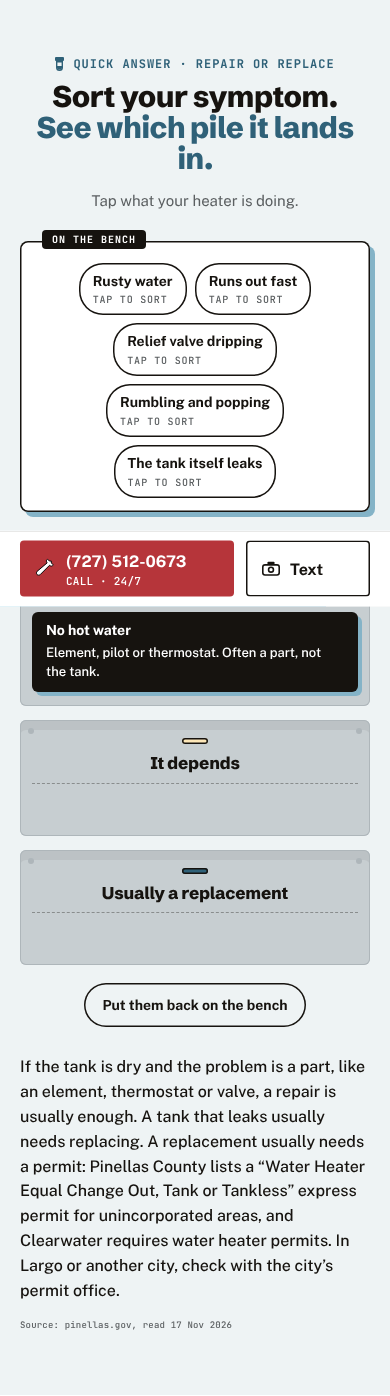 QUICK ANSWER · REPAIR OR REPLACE
Sort your symptom.
See which pile it lands
in.
Tap what your heater is doing.
ON THE BENCH
Rusty water
TAP TO SORT
Runs out fast
TAP TO SORT
Relief valve dripping
TAP TO SORT
Rumbling and popping
TAP TO SORT
The tank itself leaks
TAP TO SORT
(727) 512-0673
CALL · 24/7
Text
No hot water
Element, pilot or thermostat. Often a part, not
the tank.
It depends
Usually a replacement
Put them back on the bench
If the tank is dry and the problem is a part, like
an element, thermostat or valve, a repair is
usually enough. A tank that leaks usually
needs replacing. A replacement usually needs
a permit: Pinellas County lists a “Water Heater
Equal Change Out, Tank or Tankless” express
permit for unincorporated areas, and
Clearwater requires water heater permits. In
Largo or another city, check with the city’s
permit office.
Source: pinellas.gov, read 17 Nov 2026